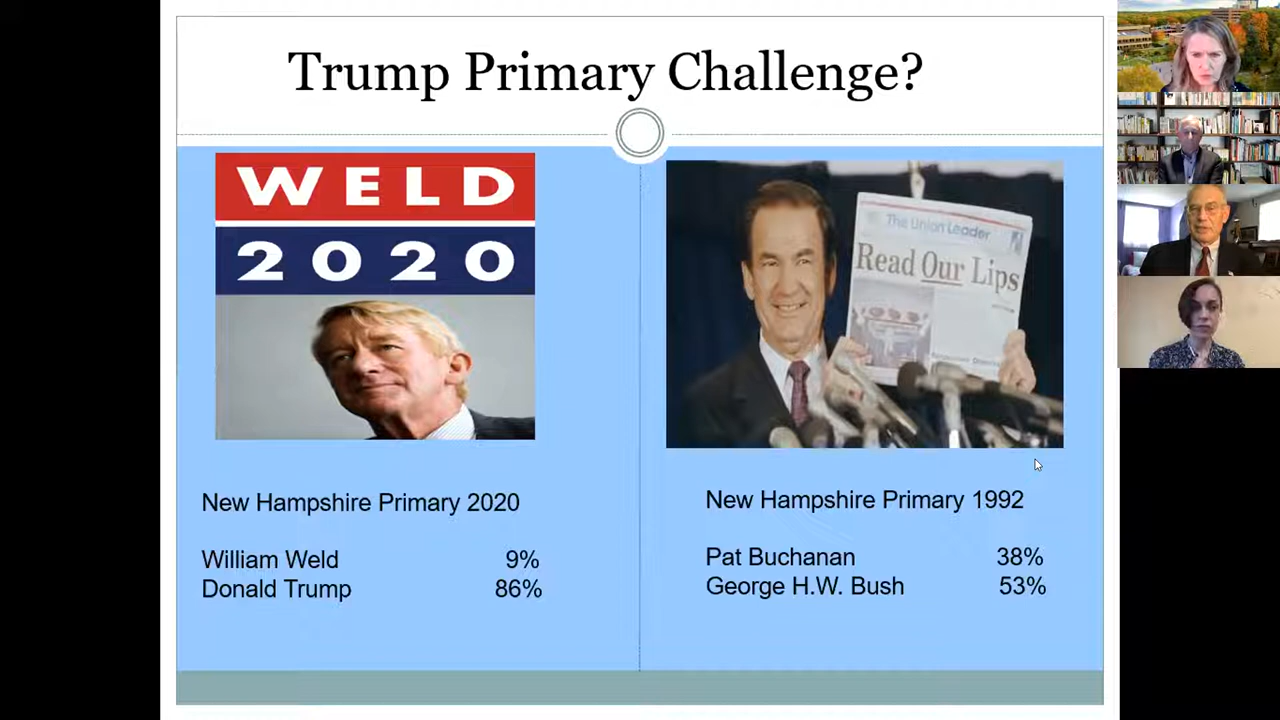 Trump Primary Challenge?
WELD
2020
The Union Leader
Read Our Lips
New Hampshire Primary 2020
William Weld 9%
Donald Trump 86%
New Hampshire Primary 1992
Pat Buchanan 38%
George H.W. Bush 53%